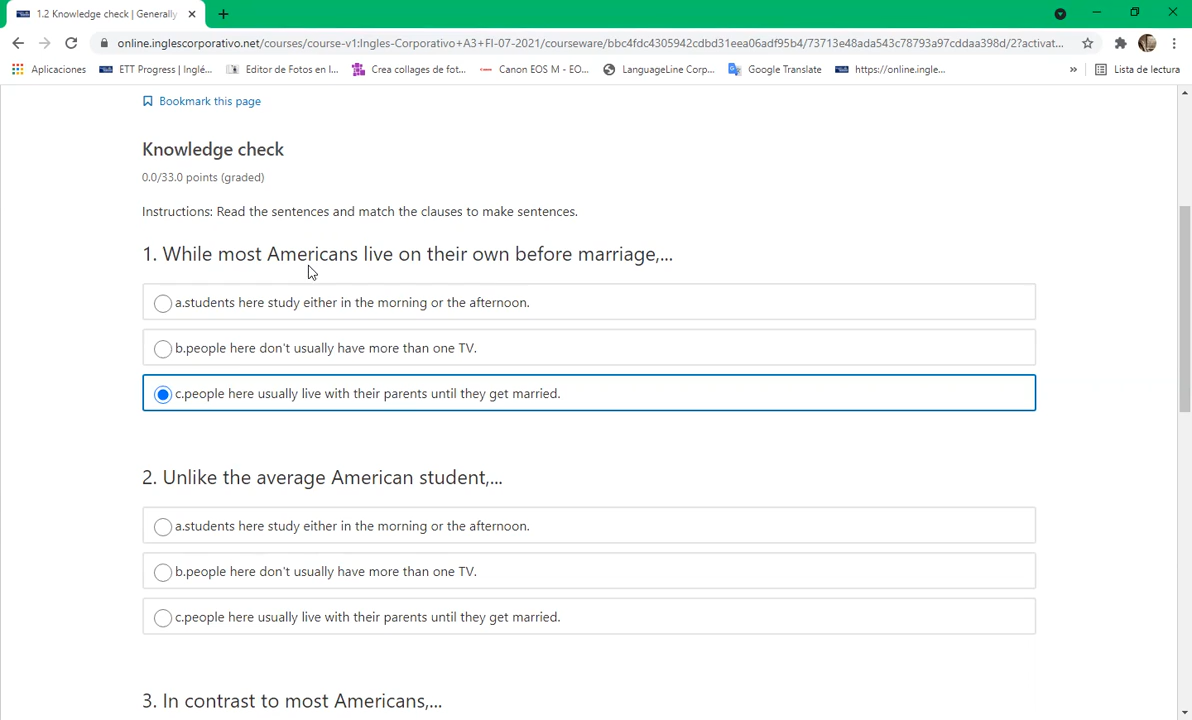 1.2 Knowledge check | Generally
online.inglescorporativo.net/courses/course-v1:Ingles-Corporativo+A3+FI-07-2021/courseware/bbc4fdc4305942cdbd31eea06adf95b4/73713e48ada543c78793a97cddaa398d/2?activat...
Aplicaciones ETT Progress | Inglé... Editor de Fotos en l... Crea collages de fot... Canon EOS M - EO... LanguageLine Corp... Google Translate https://online.ingle... » Lista de lectura
Bookmark this page
Knowledge check
0.0/33.0 points (graded)
Instructions: Read the sentences and match the clauses to make sentences.
1. While most Americans live on their own before marriage,...
a.students here study either in the morning or the afternoon.
b.people here don't usually have more than one TV.
c.people here usually live with their parents until they get married.
2. Unlike the average American student,...
a.students here study either in the morning or the afternoon.
b.people here don't usually have more than one TV.
c.people here usually live with their parents until they get married.
3. In contrast to most Americans,...